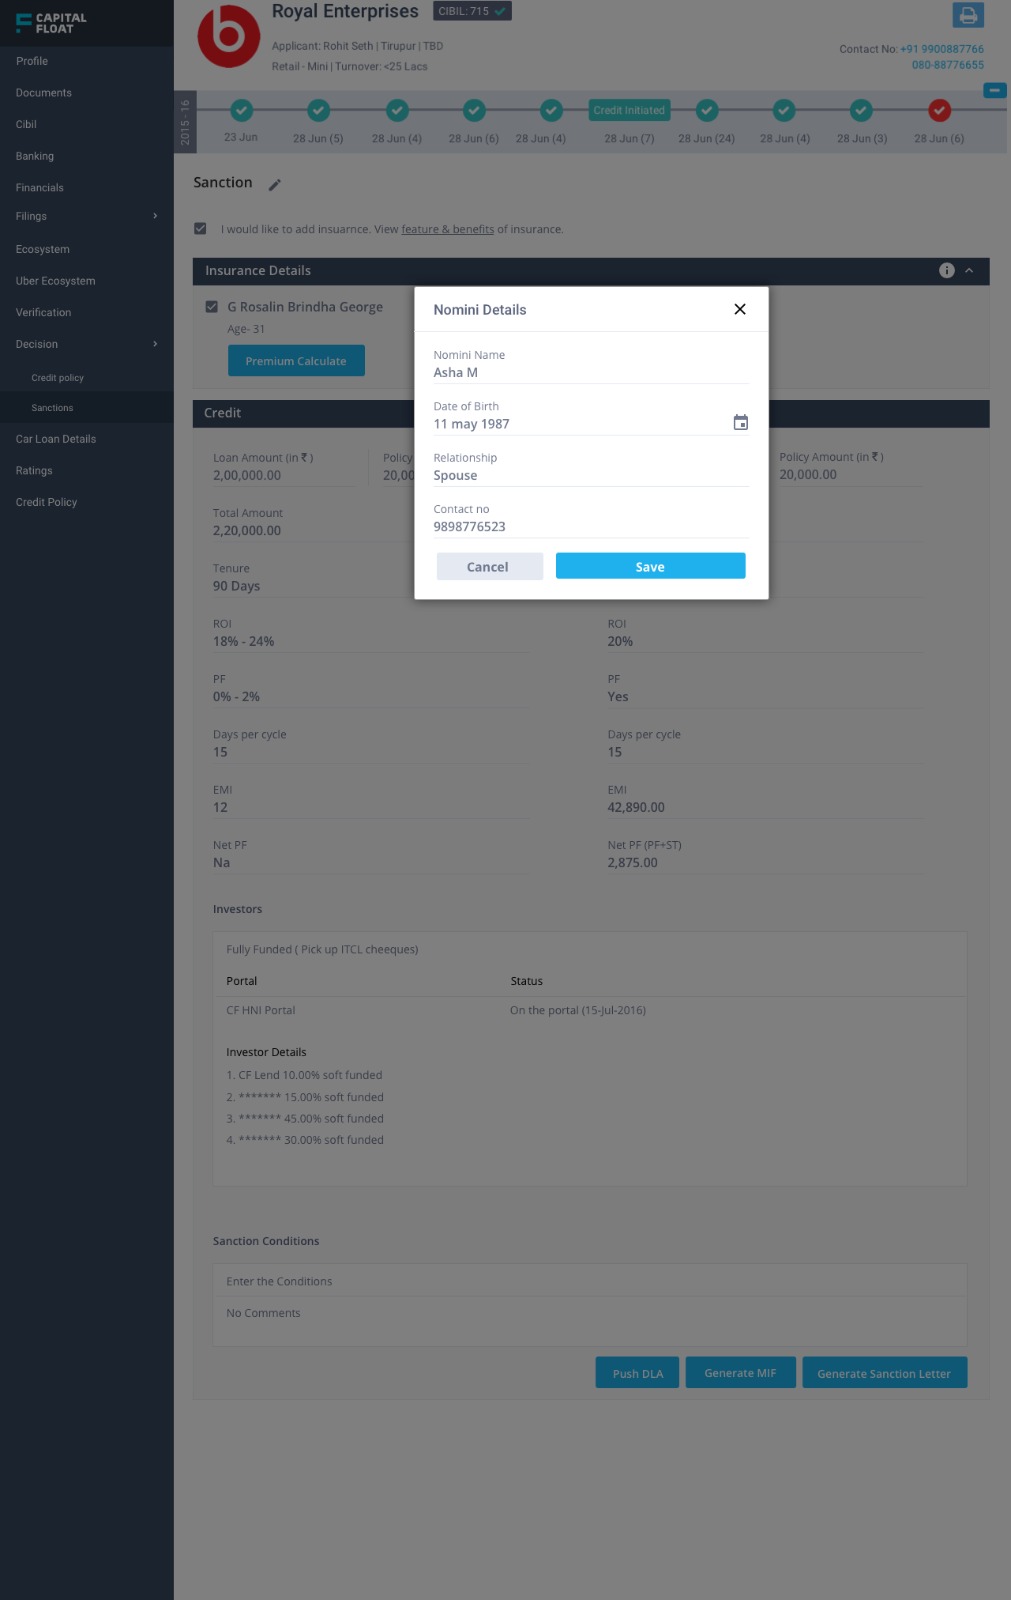 CAPITAL
FLOAT
Profile
Documents
Cibil
Banking
Financials
Filings
Ecosystem
Uber Ecosystem
Verification
Decision
Credit policy
Sanctions
Car Loan Details
Ratings
Credit Policy
Royal Enterprises CIBIL: 715
Applicant: Rohit Seth | Tirupur | TBD
Retail - Mini | Turnover: <25 Lacs
Contact No: +91 9900887766
080-88776655
2015 - 16
Credit Initiated
23 Jun 28 Jun (5) 28 Jun (4) 28 Jun (6) 28 Jun (4) 28 Jun (7) 28 Jun (24) 28 Jun (4) 28 Jun (3) 28 Jun (6)
Sanction
I would like to add insuarnce. View feature & benefits of insurance.
Insurance Details
G Rosalin Brindha George
Age- 31
Premium Calculate
Nomini Details
Nomini Name
Asha M
Date of Birth
11 may 1987
Relationship
Spouse
Contact no
9898776523
Cancel Save
Credit
Loan Amount (in ₹ ) Policy Policy Amount (in ₹ )
2,00,000.00 20,00 20,000.00
Total Amount
2,20,000.00
Tenure
90 Days
ROI ROI
18% - 24% 20%
PF PF
0% - 2% Yes
Days per cycle Days per cycle
15 15
EMI EMI
12 42,890.00
Net PF Net PF (PF+ST)
Na 2,875.00
Investors
Fully Funded ( Pick up ITCL cheeques)
Portal Status
CF HNI Portal On the portal (15-Jul-2016)
Investor Details
1. CF Lend 10.00% soft funded
2. ******* 15.00% soft funded
3. ******* 45.00% soft funded
4. ******* 30.00% soft funded
Sanction Conditions
Enter the Conditions
No Comments
Push DLA Generate MIF Generate Sanction Letter